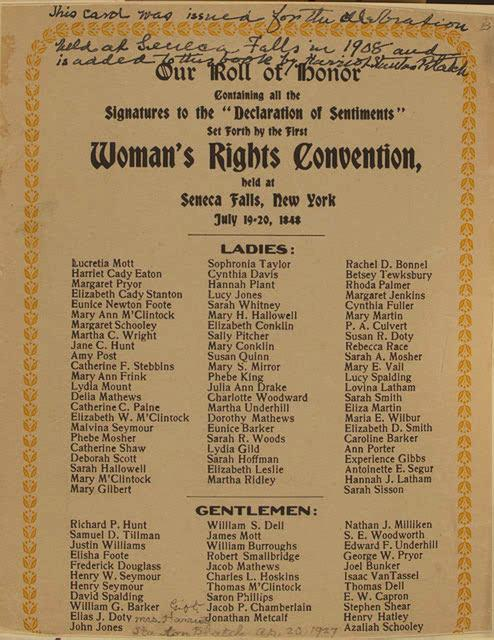 This card was issued for the celebration
held at Seneca Falls in 1908 and
is added to this book by Harriot Stanton Blatch
Our Roll of Honor
Containing all the
Signatures to the "Declaration of Sentiments"
Set Forth by the First
Woman's Rights Convention,
held at
Seneca Falls, New York
July 19-20, 1848
LADIES:
Lucretia Mott
Harriet Cady Eaton
Margaret Pryor
Elizabeth Cady Stanton
Eunice Newton Foote
Mary Ann M'Clintock
Margaret Schooley
Martha C. Wright
Jane C. Hunt
Amy Post
Catherine F. Stebbins
Mary Ann Frink
Lydia Mount
Delia Mathews
Catherine C. Paine
Elizabeth W. M'Clintock
Malvina Seymour
Phebe Mosher
Catherine Shaw
Deborah Scott
Sarah Hallowell
Mary M'Clintock
Mary Gilbert
Sophronia Taylor
Cynthia Davis
Hannah Plant
Lucy Jones
Sarah Whitney
Mary H. Hallowell
Elizabeth Conklin
Sally Pitcher
Mary Conklin
Susan Quinn
Mary S. Mirror
Phebe King
Julia Ann Drake
Charlotte Woodward
Martha Underhill
Dorothy Mathews
Eunice Barker
Sarah R. Woods
Lydia Gild
Sarah Hoffman
Elizabeth Leslie
Martha Ridley
Rachel D. Bonnel
Betsey Tewksbury
Rhoda Palmer
Margaret Jenkins
Cynthia Fuller
Mary Martin
P. A. Culvert
Susan R. Doty
Rebecca Race
Sarah A. Mosher
Mary E. Vail
Lucy Spalding
Lovina Latham
Sarah Smith
Eliza Martin
Maria E. Wilbur
Elizabeth D. Smith
Caroline Barker
Ann Porter
Experience Gibbs
Antoinette E. Segur
Hannah J. Latham
Sarah Sisson
GENTLEMEN:
Richard P. Hunt
Samuel D. Tillman
Justin Williams
Elisha Foote
Frederick Douglass
Henry W. Seymour
Henry Seymour
David Spalding
William G. Barker
Elias J. Doty
John Jones
William S. Dell
James Mott
William Burroughs
Robert Smallbridge
Jacob Mathews
Charles L. Hoskins
Thomas M'Clintock
Saron Phillips
Jacob P. Chamberlain
Jonathan Metcalf
Nathan J. Milliken
S. E. Woodworth
Edward F. Underhill
George W. Pryor
Joel Bunker
Isaac VanTassel
Thomas Dell
E. W. Capron
Stephen Shear
Henry Hatley
Azaliah Schooley
Gift
Mrs. Harriot
Stanton Blatch Ap. 20, 1927